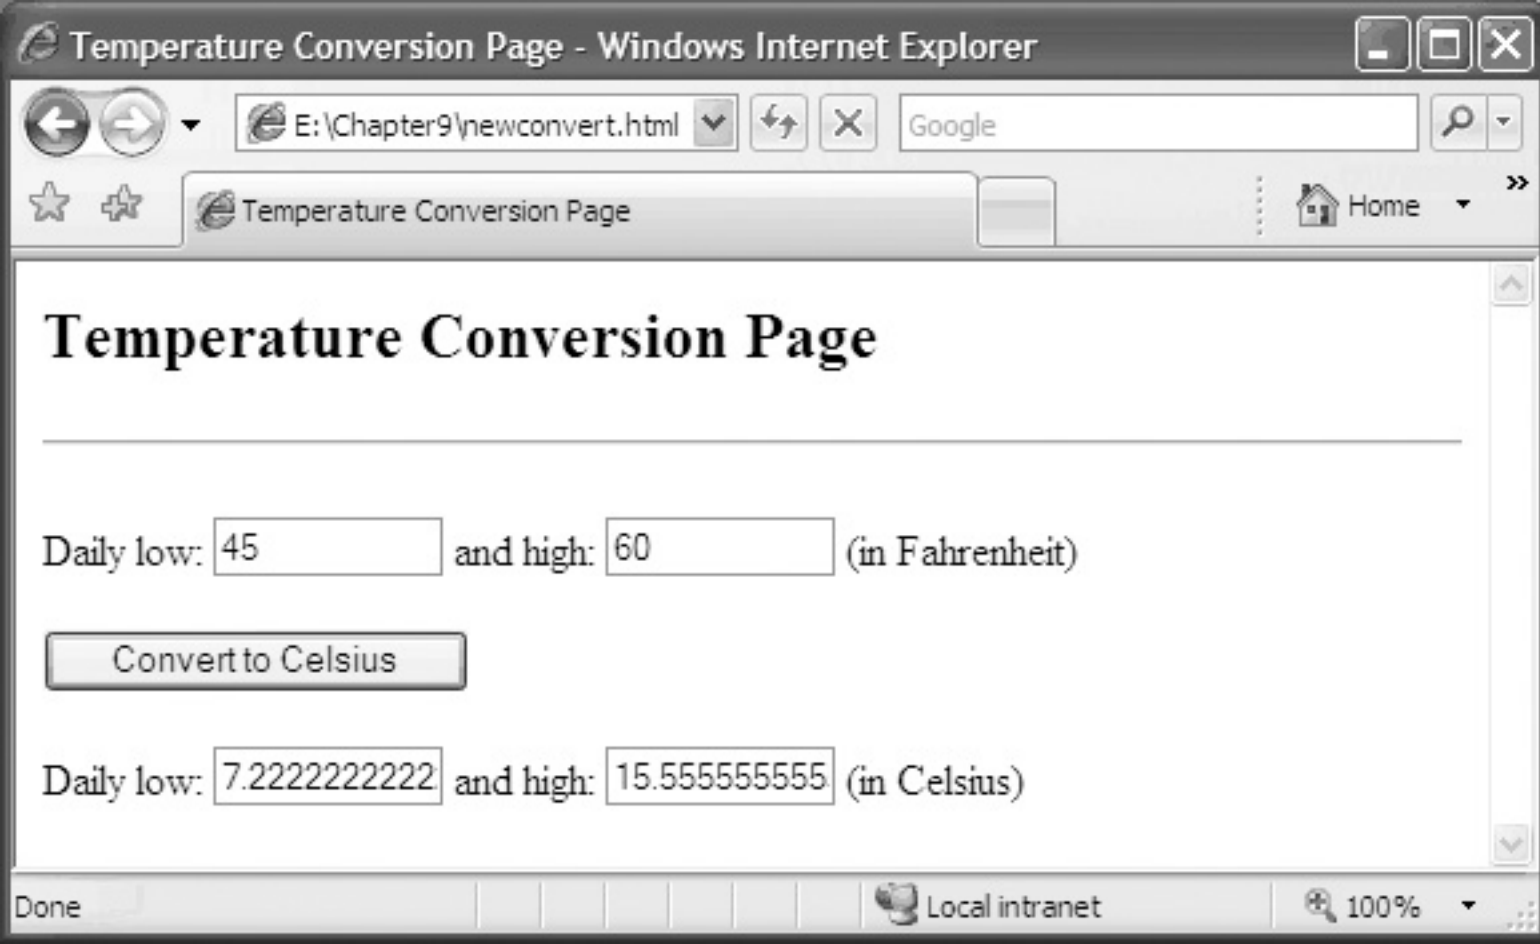 Temperature Conversion Page - Windows Internet Explorer
E:\Chapter9\newconvert.html Google
Temperature Conversion Page Home
Temperature Conversion Page
Daily low: 45 and high: 60 (in Fahrenheit)
Convert to Celsius
Daily low: 7.2222222222 and high: 15.555555555 (in Celsius)
Done Local intranet 100%